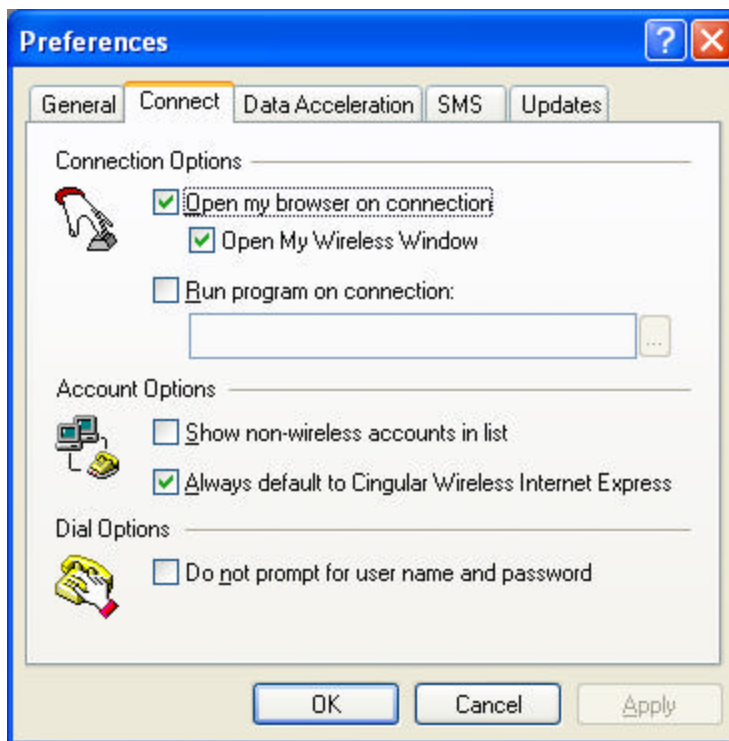 Preferences
General Connect Data Acceleration SMS Updates
Connection Options
Open my browser on connection
Open My Wireless Window
Run program on connection:
...
Account Options
Show non-wireless accounts in list
Always default to Cingular Wireless Internet Express
Dial Options
Do not prompt for user name and password
OK Cancel Apply